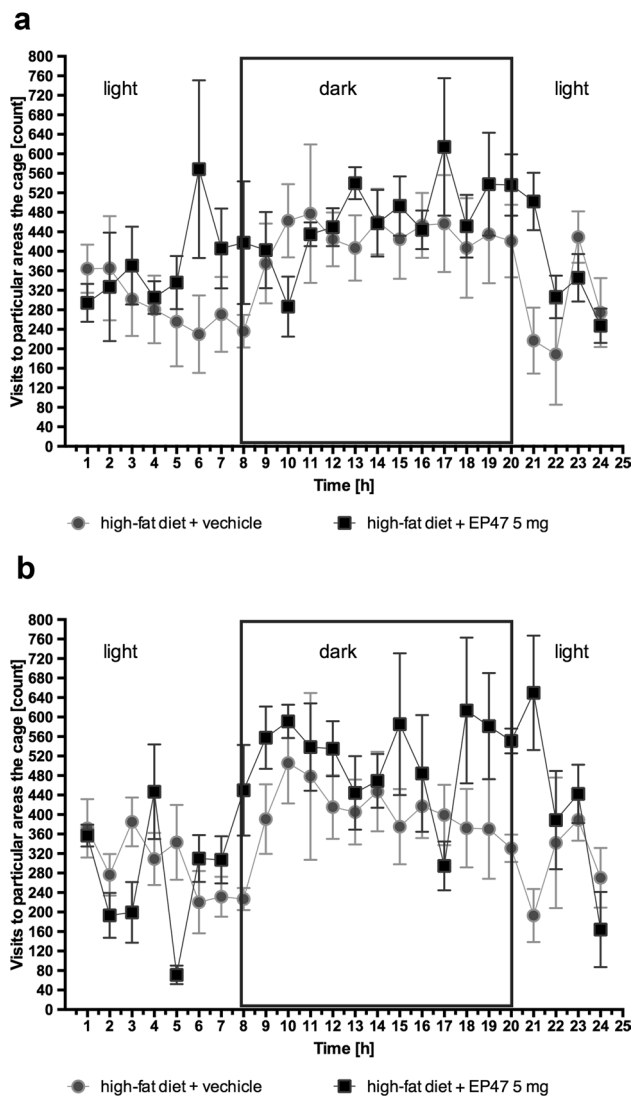 a
800
760
720
680
640
600
560
520
480
440
400
360
320
280
240
200
160
120
80
40
0
Visits to particular areas the cage [count]
light
dark
light
1 2 3 4 5 6 7 8 9 10 11 12 13 14 15 16 17 18 19 20 21 22 23 24 25
Time [h]
high-fat diet + vechicle
high-fat diet + EP47 5 mg
b
800
760
720
680
640
600
560
520
480
440
400
360
320
280
240
200
160
120
80
40
0
Visits to particular areas the cage [count]
light
dark
light
1 2 3 4 5 6 7 8 9 10 11 12 13 14 15 16 17 18 19 20 21 22 23 24 25
Time [h]
high-fat diet + vechicle
high-fat diet + EP47 5 mg